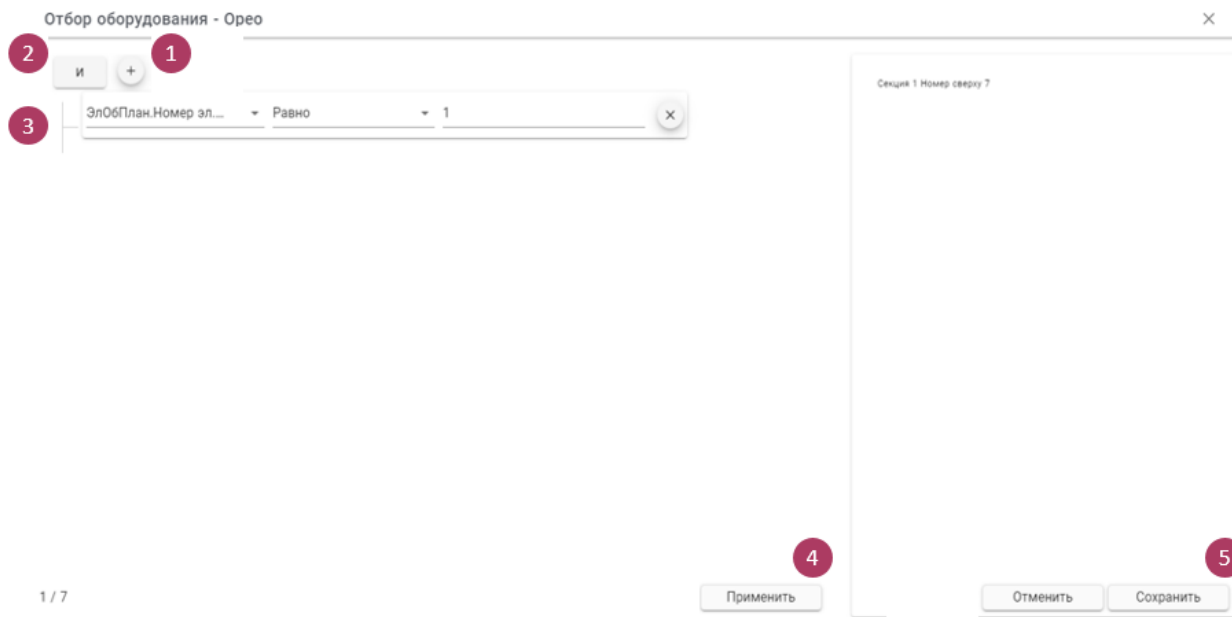 Отбор оборудования - Орео
2
1
и
+
Секция 1 Номер сверху 7
3
ЭлОбПлан.Номер эл....
Равно
1
4
5
1 / 7
Применить
Отменить
Сохранить